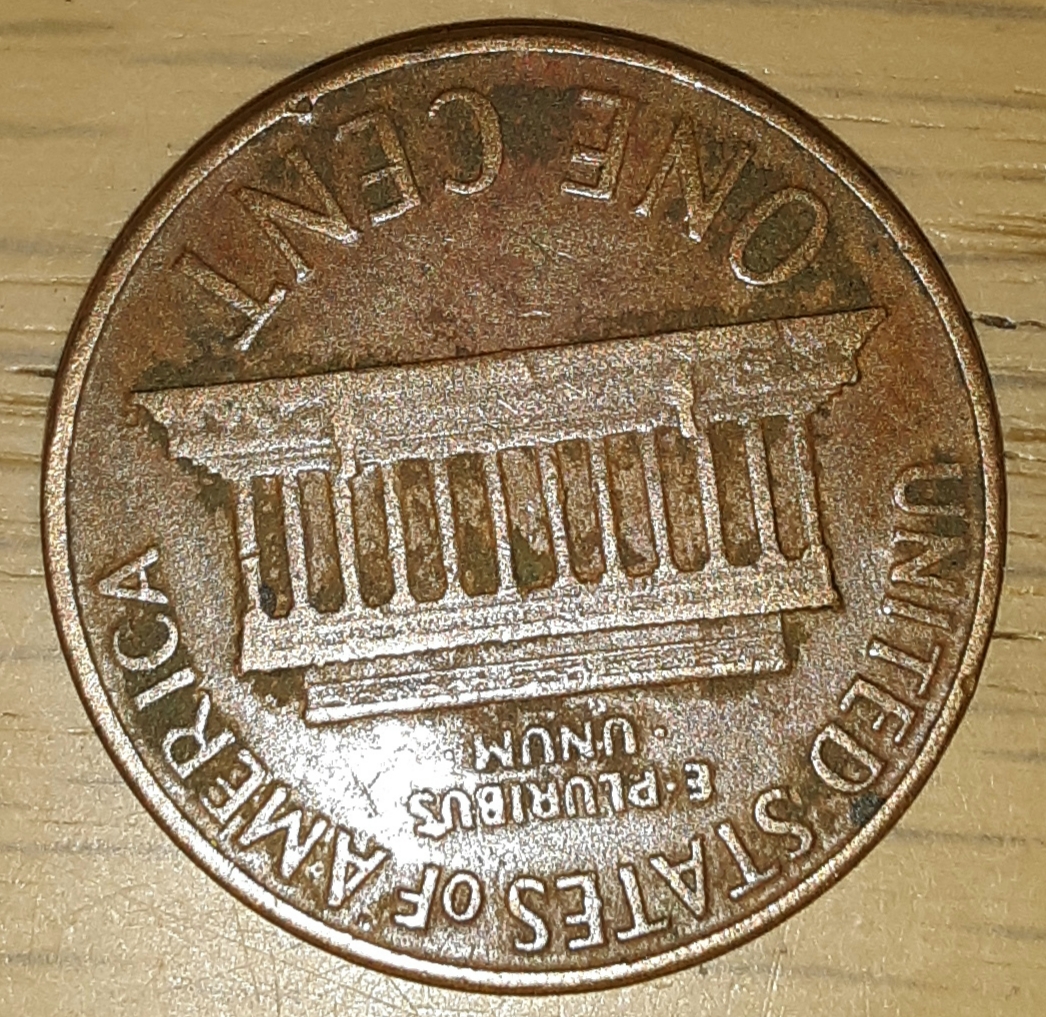 UNITED STATES OF AMERICA
E·PLURIBUS
·UNUM
ONE CENT